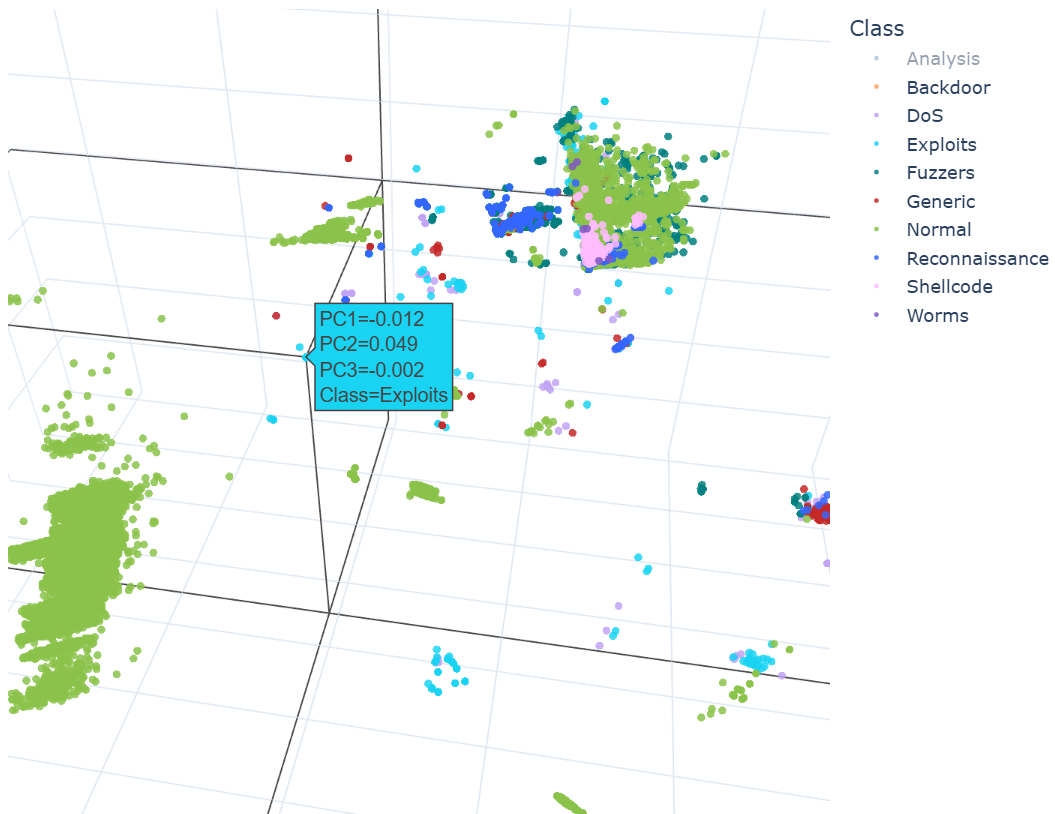 Class
Analysis
Backdoor
DoS
Exploits
Fuzzers
Generic
Normal
Reconnaissance
Shellcode
Worms
PC1=-0.012
PC2=0.049
PC3=-0.002
Class=Exploits